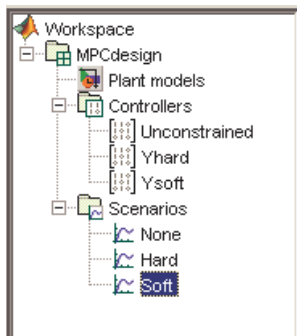 Workspace
MPCdesign
Plant models
Controllers
Unconstrained
Yhard
Ysoft
Scenarios
None
Hard
Soft